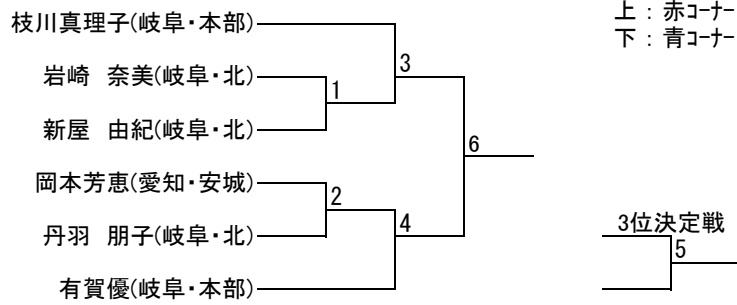 枝川真理子(岐阜・本部)
上 : 赤ｺｰﾅｰ
下 : 青ｺｰﾅｰ
3
岩崎　奈美(岐阜・北)
1
新屋　由紀(岐阜・北)
6
岡本芳恵(愛知・安城)
2
4
丹羽　朋子(岐阜・北)
3位決定戦
5
有賀優(岐阜・本部)